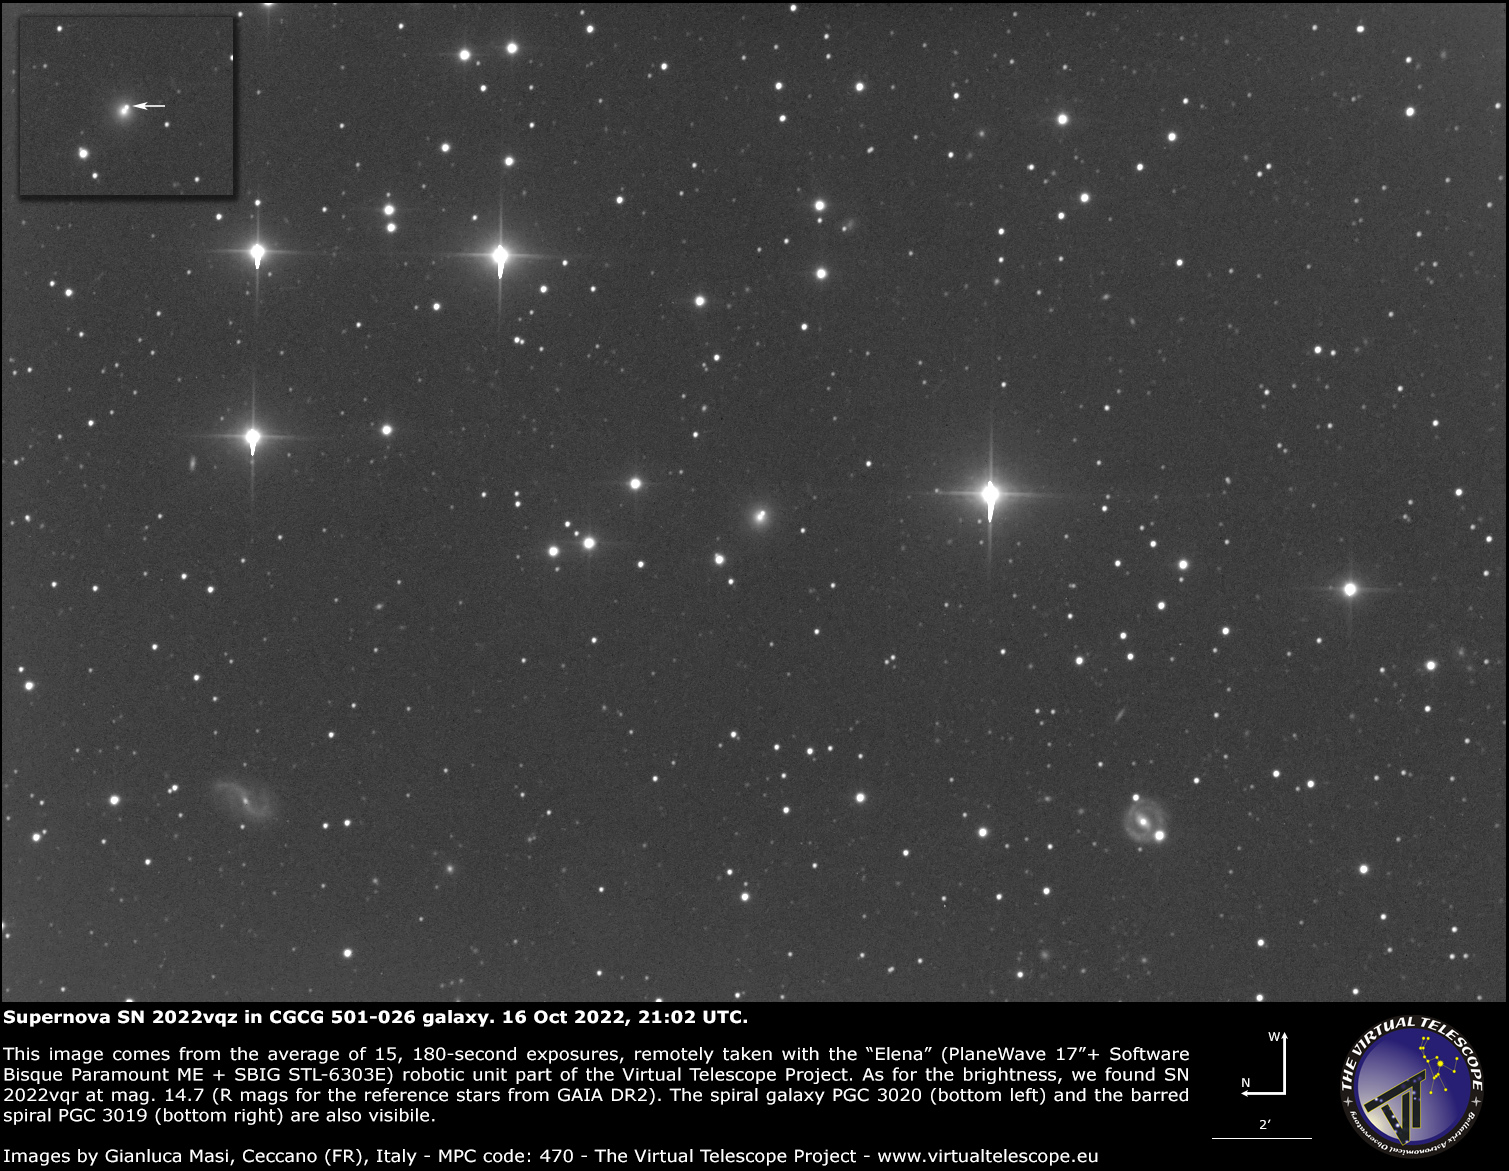 Supernova SN 2022vqz in CGCG 501-026 galaxy. 16 Oct 2022, 21:02 UTC.
This image comes from the average of 15, 180-second exposures, remotely taken with the “Elena” (PlaneWave 17”+ Software
Bisque Paramount ME + SBIG STL-6303E) robotic unit part of the Virtual Telescope Project. As for the brightness, we found SN
2022vqr at mag. 14.7 (R mags for the reference stars from GAIA DR2). The spiral galaxy PGC 3020 (bottom left) and the barred
spiral PGC 3019 (bottom right) are also visibile.
Images by Gianluca Masi, Ceccano (FR), Italy - MPC code: 470 - The Virtual Telescope Project - www.virtualtelescope.eu
W
N
2’
THE VIRTUAL TELESCOPE
VT
Bellatrix Astronomical Observatory